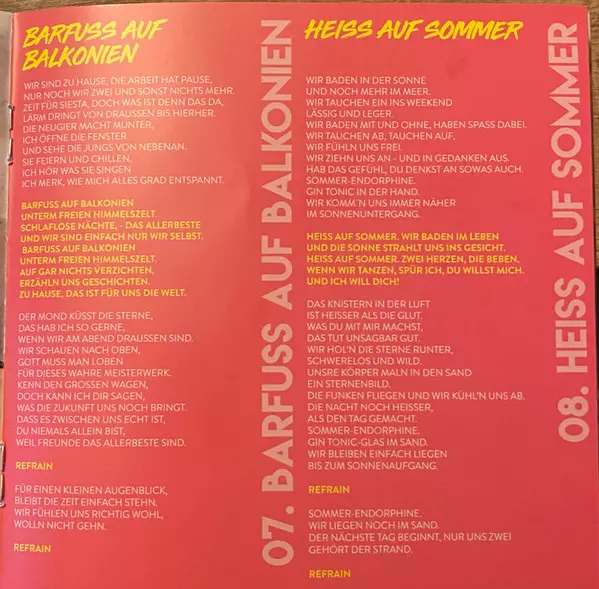 BARFUSS AUF
BALKONIEN
WIR SIND ZU HAUSE, DIE ARBEIT HAT PAUSE,
NUR NOCH WIR ZWEI UND SONST NICHTS MEHR.
ZEIT FÜR SIESTA, DOCH WAS IST DENN DAS DA,
LÄRM DRINGT VON DRAUSSEN BIS HIERHER.
DIE NEUGIER MACHT MUNTER,
ICH ÖFFNE DIE FENSTER
UND SEHE DIE JUNGS VON NEBENAN.
SIE FEIERN UND CHILLEN,
ICH HÖR WAS SIE SINGEN
ICH MERK, WIE MICH ALLES GRAD ENTSPANNT.
BARFUSS AUF BALKONIEN
UNTERM FREIEN HIMMELSZELT.
SCHLAFLOSE NÄCHTE, - DAS ALLERBESTE
UND WIR SIND EINFACH NUR WIR SELBST.
BARFUSS AUF BALKONIEN
UNTERM FREIEN HIMMELSZELT.
AUF GAR NICHTS VERZICHTEN,
ERZÄHLN UNS GESCHICHTEN.
ZU HAUSE, DAS IST FÜR UNS DIE WELT.
DER MOND KÜSST DIE STERNE,
DAS HAB ICH SO GERNE,
WENN WIR AM ABEND DRAUSSEN SIND.
WIR SCHAUEN NACH OBEN,
GOTT MUSS MAN LOBEN
FÜR DIESES WAHRE MEISTERWERK.
KENN DEN GROSSEN WAGEN,
DOCH KANN ICH DIR SAGEN,
WAS DIE ZUKUNFT UNS NOCH BRINGT.
DASS ES ZWISCHEN UNS ECHT IST,
DU NIEMALS ALLEIN BIST,
WEIL FREUNDE DAS ALLERBESTE SIND.
REFRAIN
FÜR EINEN KLEINEN AUGENBLICK,
BLEIBT DIE ZEIT EINFACH STEHN.
WIR FÜHLEN UNS RICHTIG WOHL,
WOLLN NICHT GEHN.
REFRAIN
07. BARFUSS AUF BALKONIEN
HEISS AUF SOMMER
WIR BADEN IN DER SONNE
UND NOCH MEHR IM MEER.
WIR TAUCHEN EIN INS WEEKEND
LÄSSIG UND LEGER.
WIR BADEN MIT UND OHNE, HABEN SPASS DABEI.
WIR TAUCHEN AB, TAUCHEN AUF.
WIR FÜHLN UNS FREI.
WIR ZIEHN UNS AN - UND IN GEDANKEN AUS.
HAB DAS GEFÜHL, DU DENKST AN SOWAS AUCH.
SOMMER-ENDORPHINE.
GIN TONIC IN DER HAND.
WIR KOMM'N UNS IMMER NÄHER
IM SONNENUNTERGANG.
HEISS AUF SOMMER. WIR BADEN IM LEBEN
UND DIE SONNE STRAHLT UNS INS GESICHT.
HEISS AUF SOMMER. ZWEI HERZEN, DIE BEBEN.
WENN WIR TANZEN, SPÜR ICH, DU WILLST MICH.
UND ICH WILL DICH!
DAS KNISTERN IN DER LUFT
IST HEISSER ALS DIE GLUT.
WAS DU MIT MIR MACHST,
DAS TUT UNSAGBAR GUT.
WIR HOL'N DIE STERNE RUNTER,
SCHWERELOS UND WILD.
UNSRE KÖRPER MALN IN DEN SAND
EIN STERNENBILD.
DIE FUNKEN FLIEGEN UND WIR KÜHL'N UNS AB.
DIE NACHT NOCH HEISSER,
ALS DEN TAG GEMACHT.
SOMMER-ENDORPHINE.
GIN TONIC-GLAS IM SAND.
WIR BLEIBEN EINFACH LIEGEN
BIS ZUM SONNENAUFGANG.
REFRAIN
SOMMER-ENDORPHINE.
WIR LIEGEN NOCH IM SAND.
DER NÄCHSTE TAG BEGINNT, NUR UNS ZWEI
GEHÖRT DER STRAND.
REFRAIN
08. HEISS AUF SOMMER